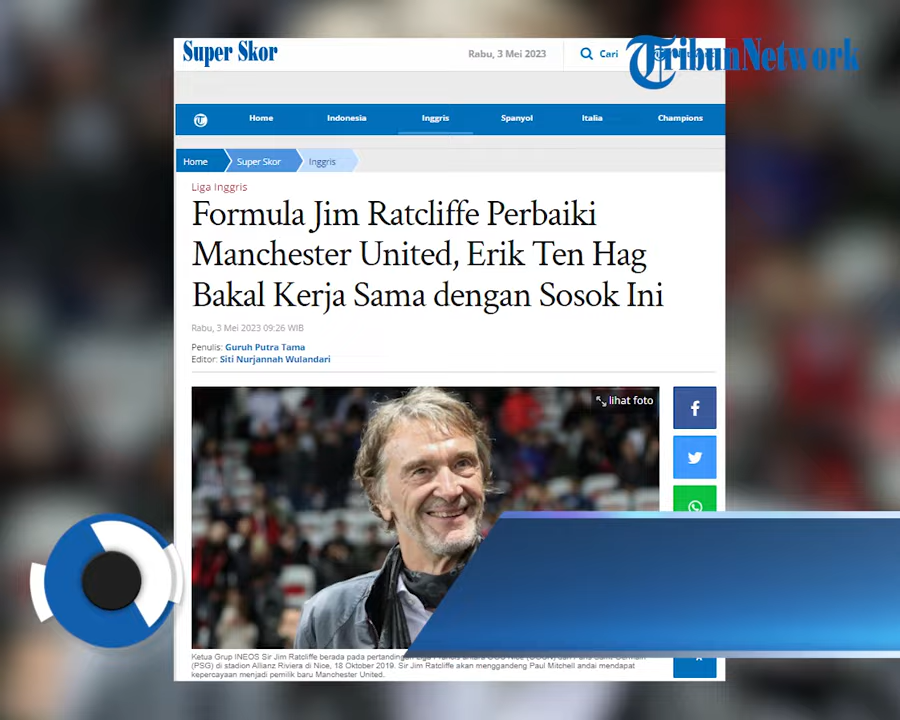 Super Skor
Rabu, 3 Mei 2023
Cari
TribunNetwork
Home
Indonesia
Inggris
Spanyol
Italia
Champions
Home
Super Skor
Inggris
Liga Inggris
Formula Jim Ratcliffe Perbaiki
Manchester United, Erik Ten Hag
Bakal Kerja Sama dengan Sosok Ini
Rabu, 3 Mei 2023 09:26 WIB
Penulis: Guruh Putra Tama
Editor: Siti Nurjannah Wulandari
lihat foto
Ketua Grup INEOS Sir Jim Ratcliffe berada pada pertandingan Liga
(PSG) di stadion Allianz Riviera di Nice, 18 Oktober 2019. Sir Jim Ratcliffe akan menggandeng Paul Mitchell andai mendapat
kepercayaan menjadi pemilik baru Manchester United.